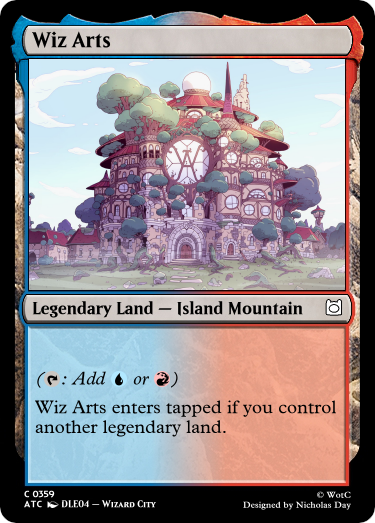 Wiz Arts
WA
Legendary Land — Island Mountain
(: Add or )
Wiz Arts enters tapped if you control
another legendary land.
C 0359
ATC DLE04 – Wizard City
© WotC
Designed by Nicholas Day